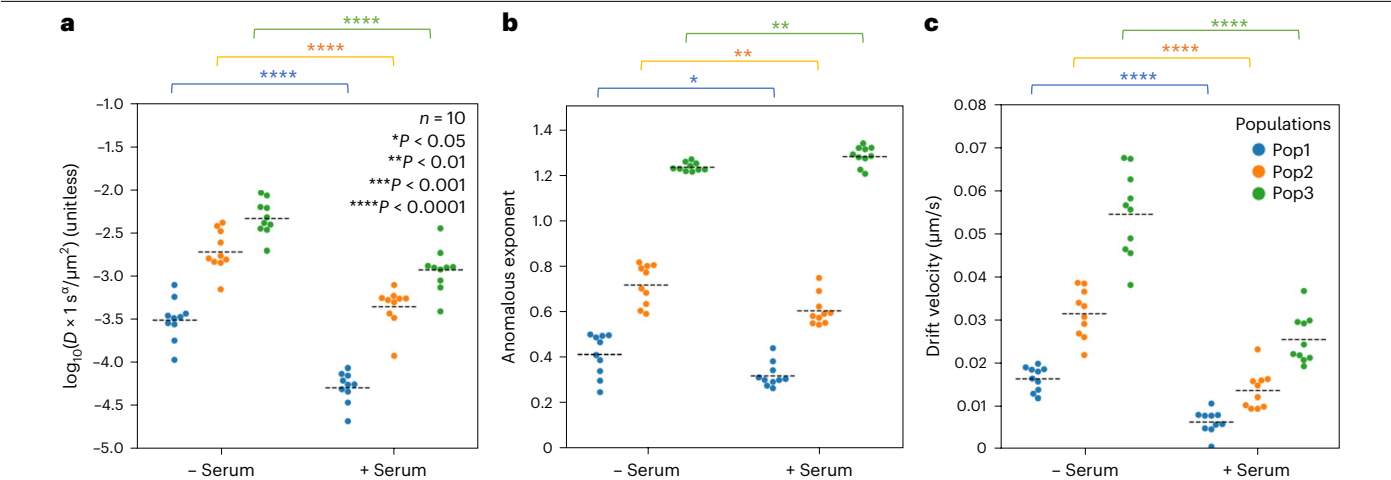 a
****
****
****
log10(D × 1 s^α/μm²) (unitless)
–1.0
–1.5
–2.0
–2.5
–3.0
–3.5
–4.0
–4.5
–5.0
n = 10
*P < 0.05
**P < 0.01
***P < 0.001
****P < 0.0001
– Serum
+ Serum
b
**
**
*
Anomalous exponent
1.4
1.2
1.0
0.8
0.6
0.4
0.2
0
– Serum
+ Serum
c
****
****
****
Drift velocity (μm/s)
0.08
0.07
0.06
0.05
0.04
0.03
0.02
0.01
0
Populations
Pop1
Pop2
Pop3
– Serum
+ Serum